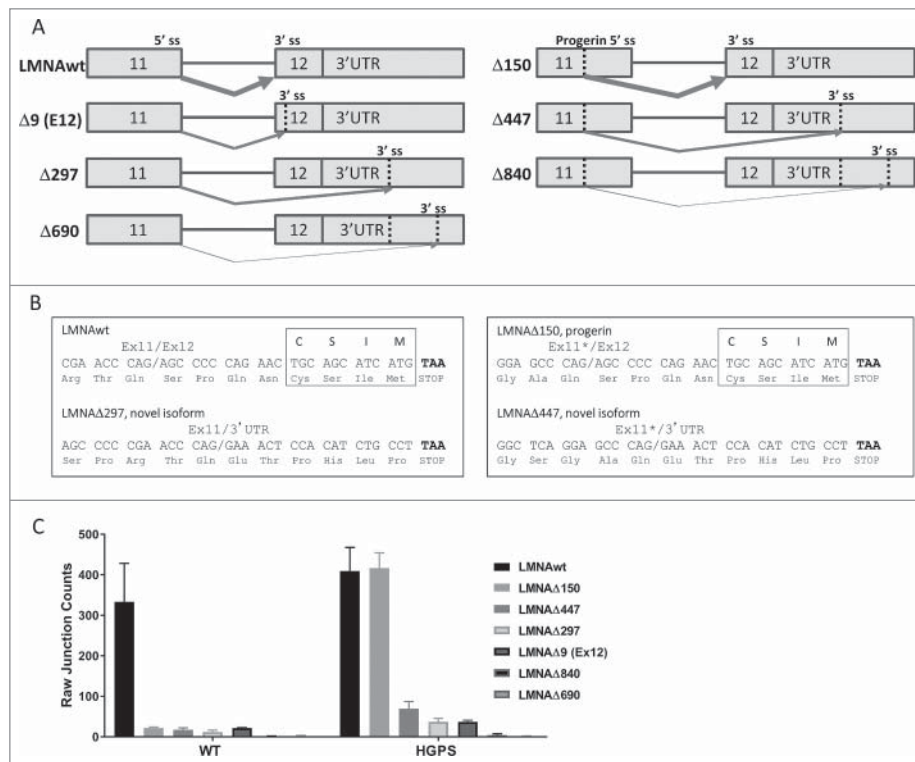 A
5' ss 3' ss
LMNAwt 11 12 3'UTR
3' ss
Δ9 (E12) 11 12 3'UTR
3' ss
Δ297 11 12 3'UTR
3' ss
Δ690 11 12 3'UTR
Progerin 5' ss 3' ss
Δ150 11 12 3'UTR
3' ss
Δ447 11 12 3'UTR
3' ss
Δ840 11 12 3'UTR
B
LMNAwt
Ex11/Ex12 C S I M
CGA ACC CAG/AGC CCC CAG AAC TGC AGC ATC ATG TAA
Arg Thr Gln Ser Pro Gln Asn Cys Ser Ile Met STOP
LMNAΔ297, novel isoform
Ex11/3' UTR
AGC CCC CGA ACC CAG/GAA ACT CCA CAT CTG CCT TAA
Ser Pro Arg Thr Gln Glu Thr Pro His Leu Pro STOP
LMNAΔ150, progerin
Ex11*/Ex12 C S I M
GGA GCC CAG/AGC CCC CAG AAC TGC AGC ATC ATG TAA
Gly Ala Gln Ser Pro Gln Asn Cys Ser Ile Met STOP
LMNAΔ447, novel isoform
Ex11*/3' UTR
GGC TCA GGA GCC CAG/GAA ACT CCA CAT CTG CCT TAA
Gly Ser Gly Ala Gln Glu Thr Pro His Leu Pro STOP
C
Raw Junction Counts
500
400
300
200
100
0
WT HGPS
LMNAwt
LMNAΔ150
LMNAΔ447
LMNAΔ297
LMNAΔ9 (Ex12)
LMNAΔ840
LMNAΔ690